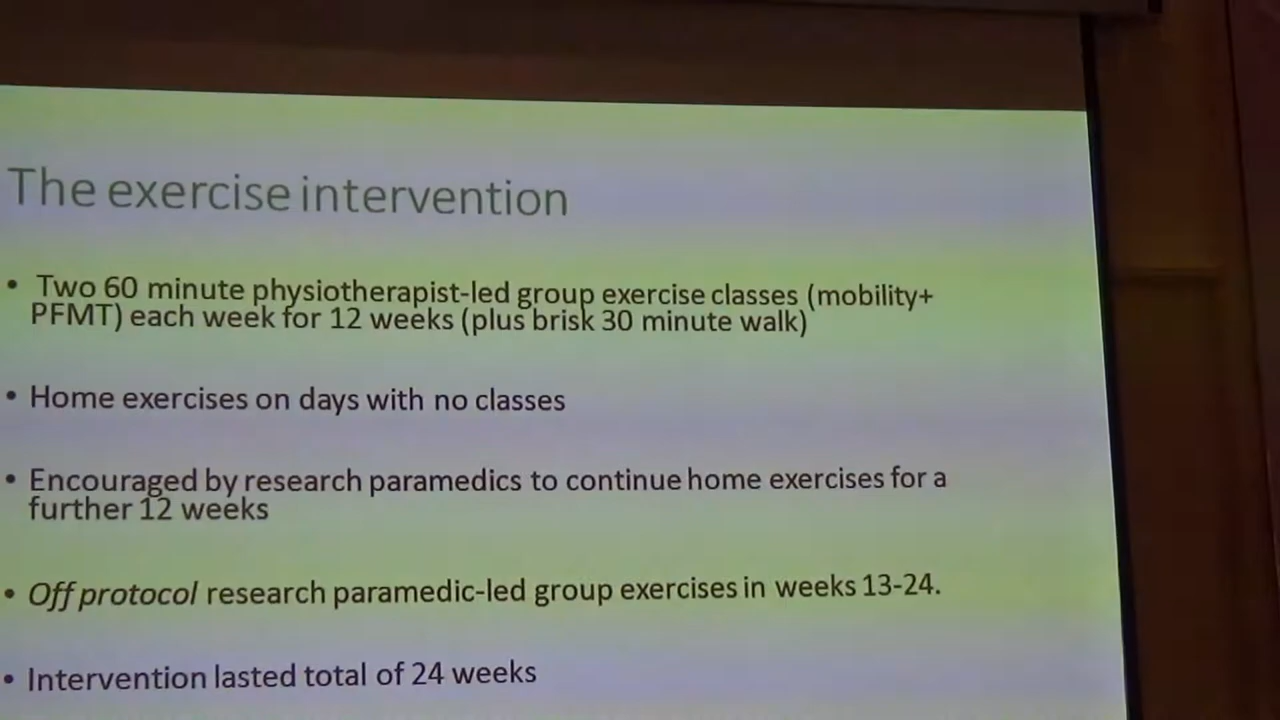 The exercise intervention
• Two 60 minute physiotherapist-led group exercise classes (mobility+
PFMT) each week for 12 weeks (plus brisk 30 minute walk)
• Home exercises on days with no classes
• Encouraged by research paramedics to continue home exercises for a
further 12 weeks
• Off protocol research paramedic-led group exercises in weeks 13-24.
• Intervention lasted total of 24 weeks